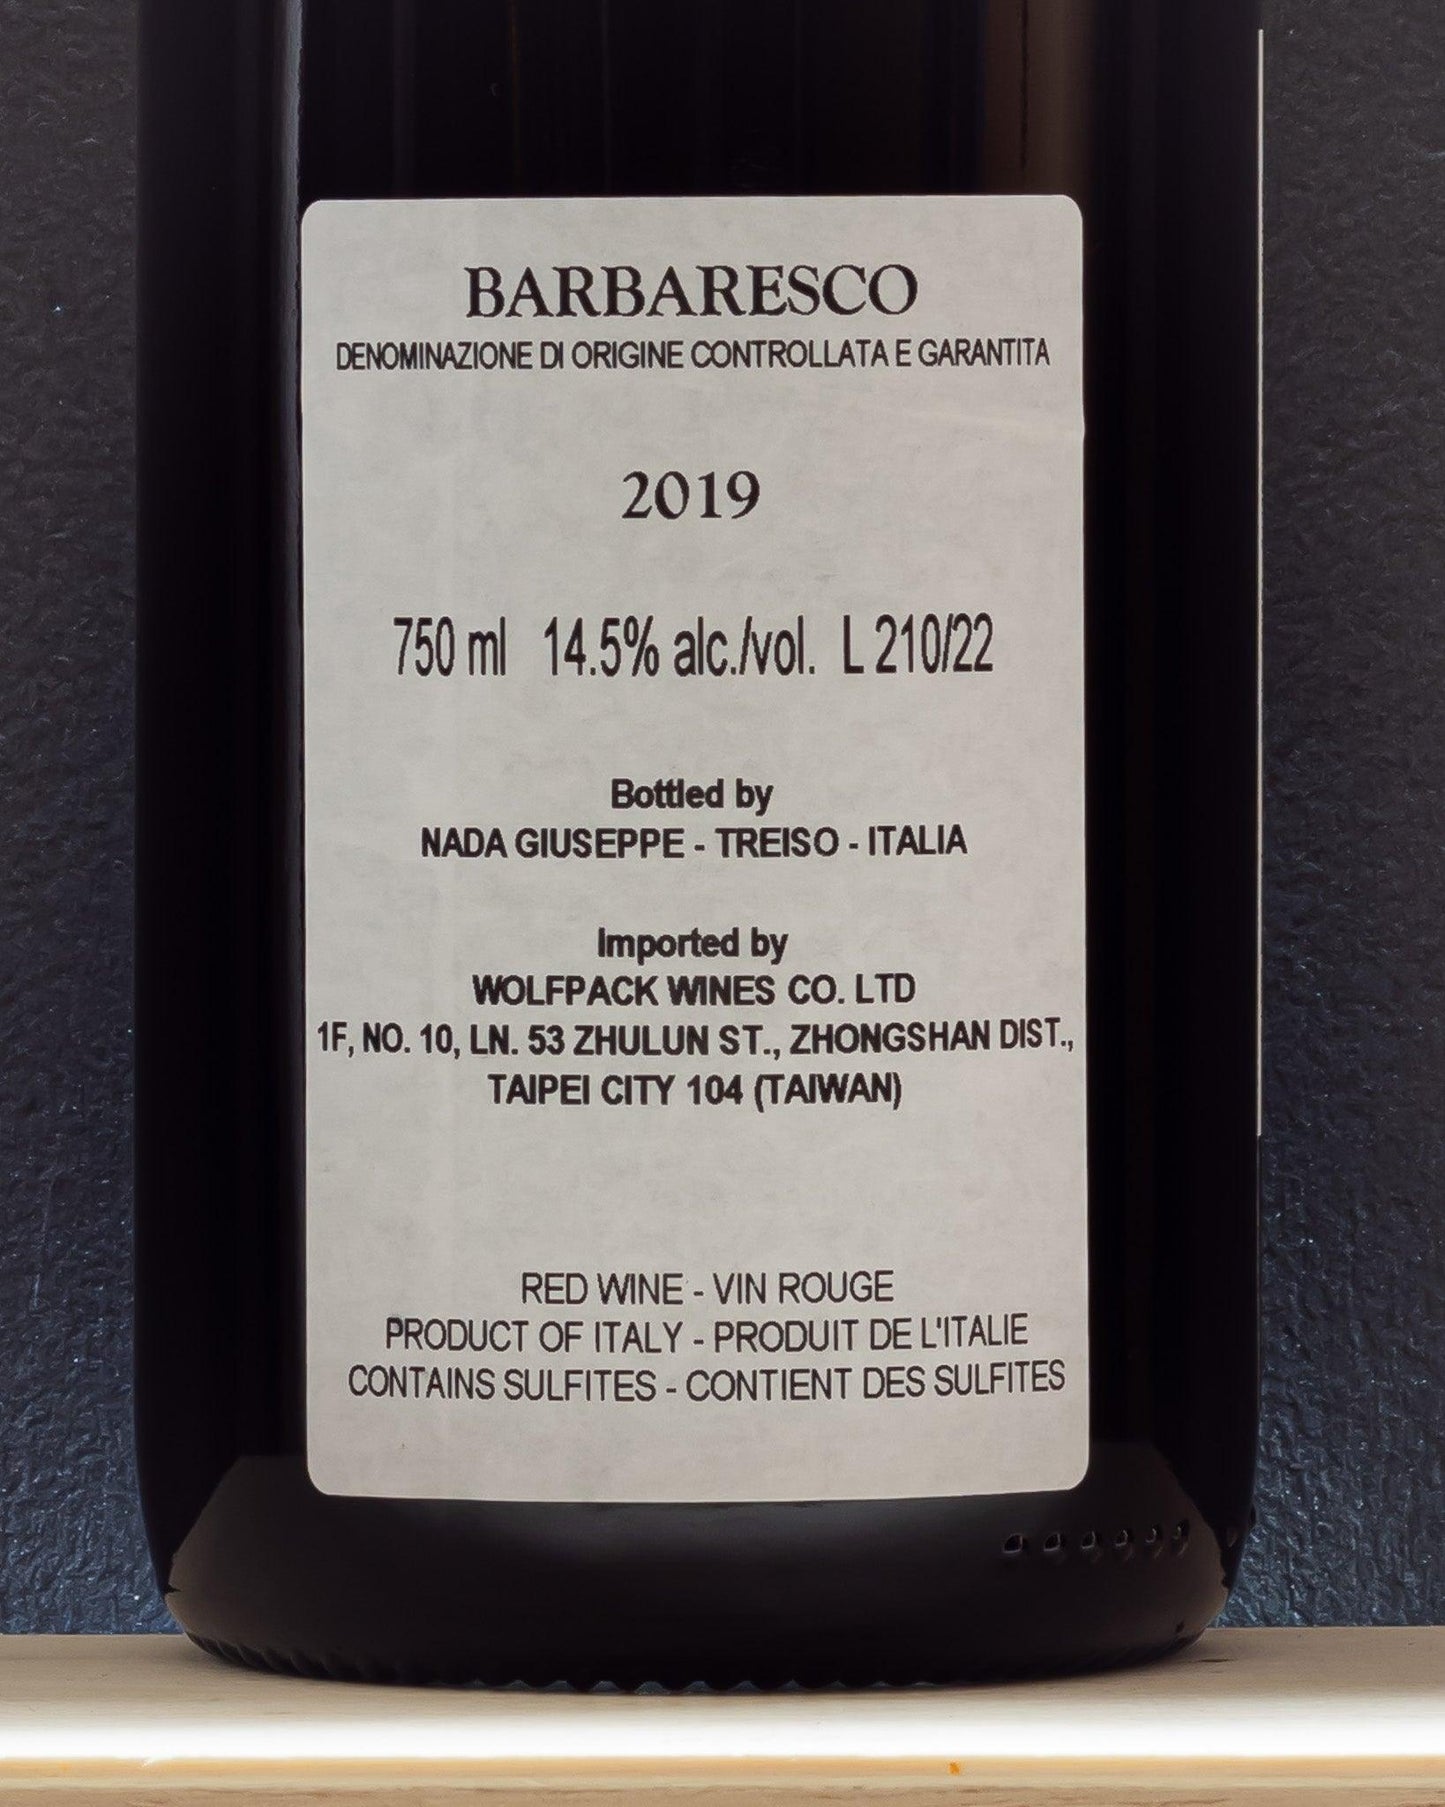 BARBARESCO
DENOMINAZIONE DI ORIGINE CONTROLLATA E GARANTITA
2019
750 ml 14.5% alc./vol. L 210/22
Bottled by
NADA GIUSEPPE - TREISO - ITALIA
Imported by
WOLFPACK WINES CO. LTD
1F, NO. 10, LN. 53 ZHULUN ST., ZHONGSHAN DIST.,
TAIPEI CITY 104 (TAIWAN)
RED WINE - VIN ROUGE
PRODUCT OF ITALY - PRODUIT DE L'ITALIE
CONTAINS SULFITES - CONTIENT DES SULFITES